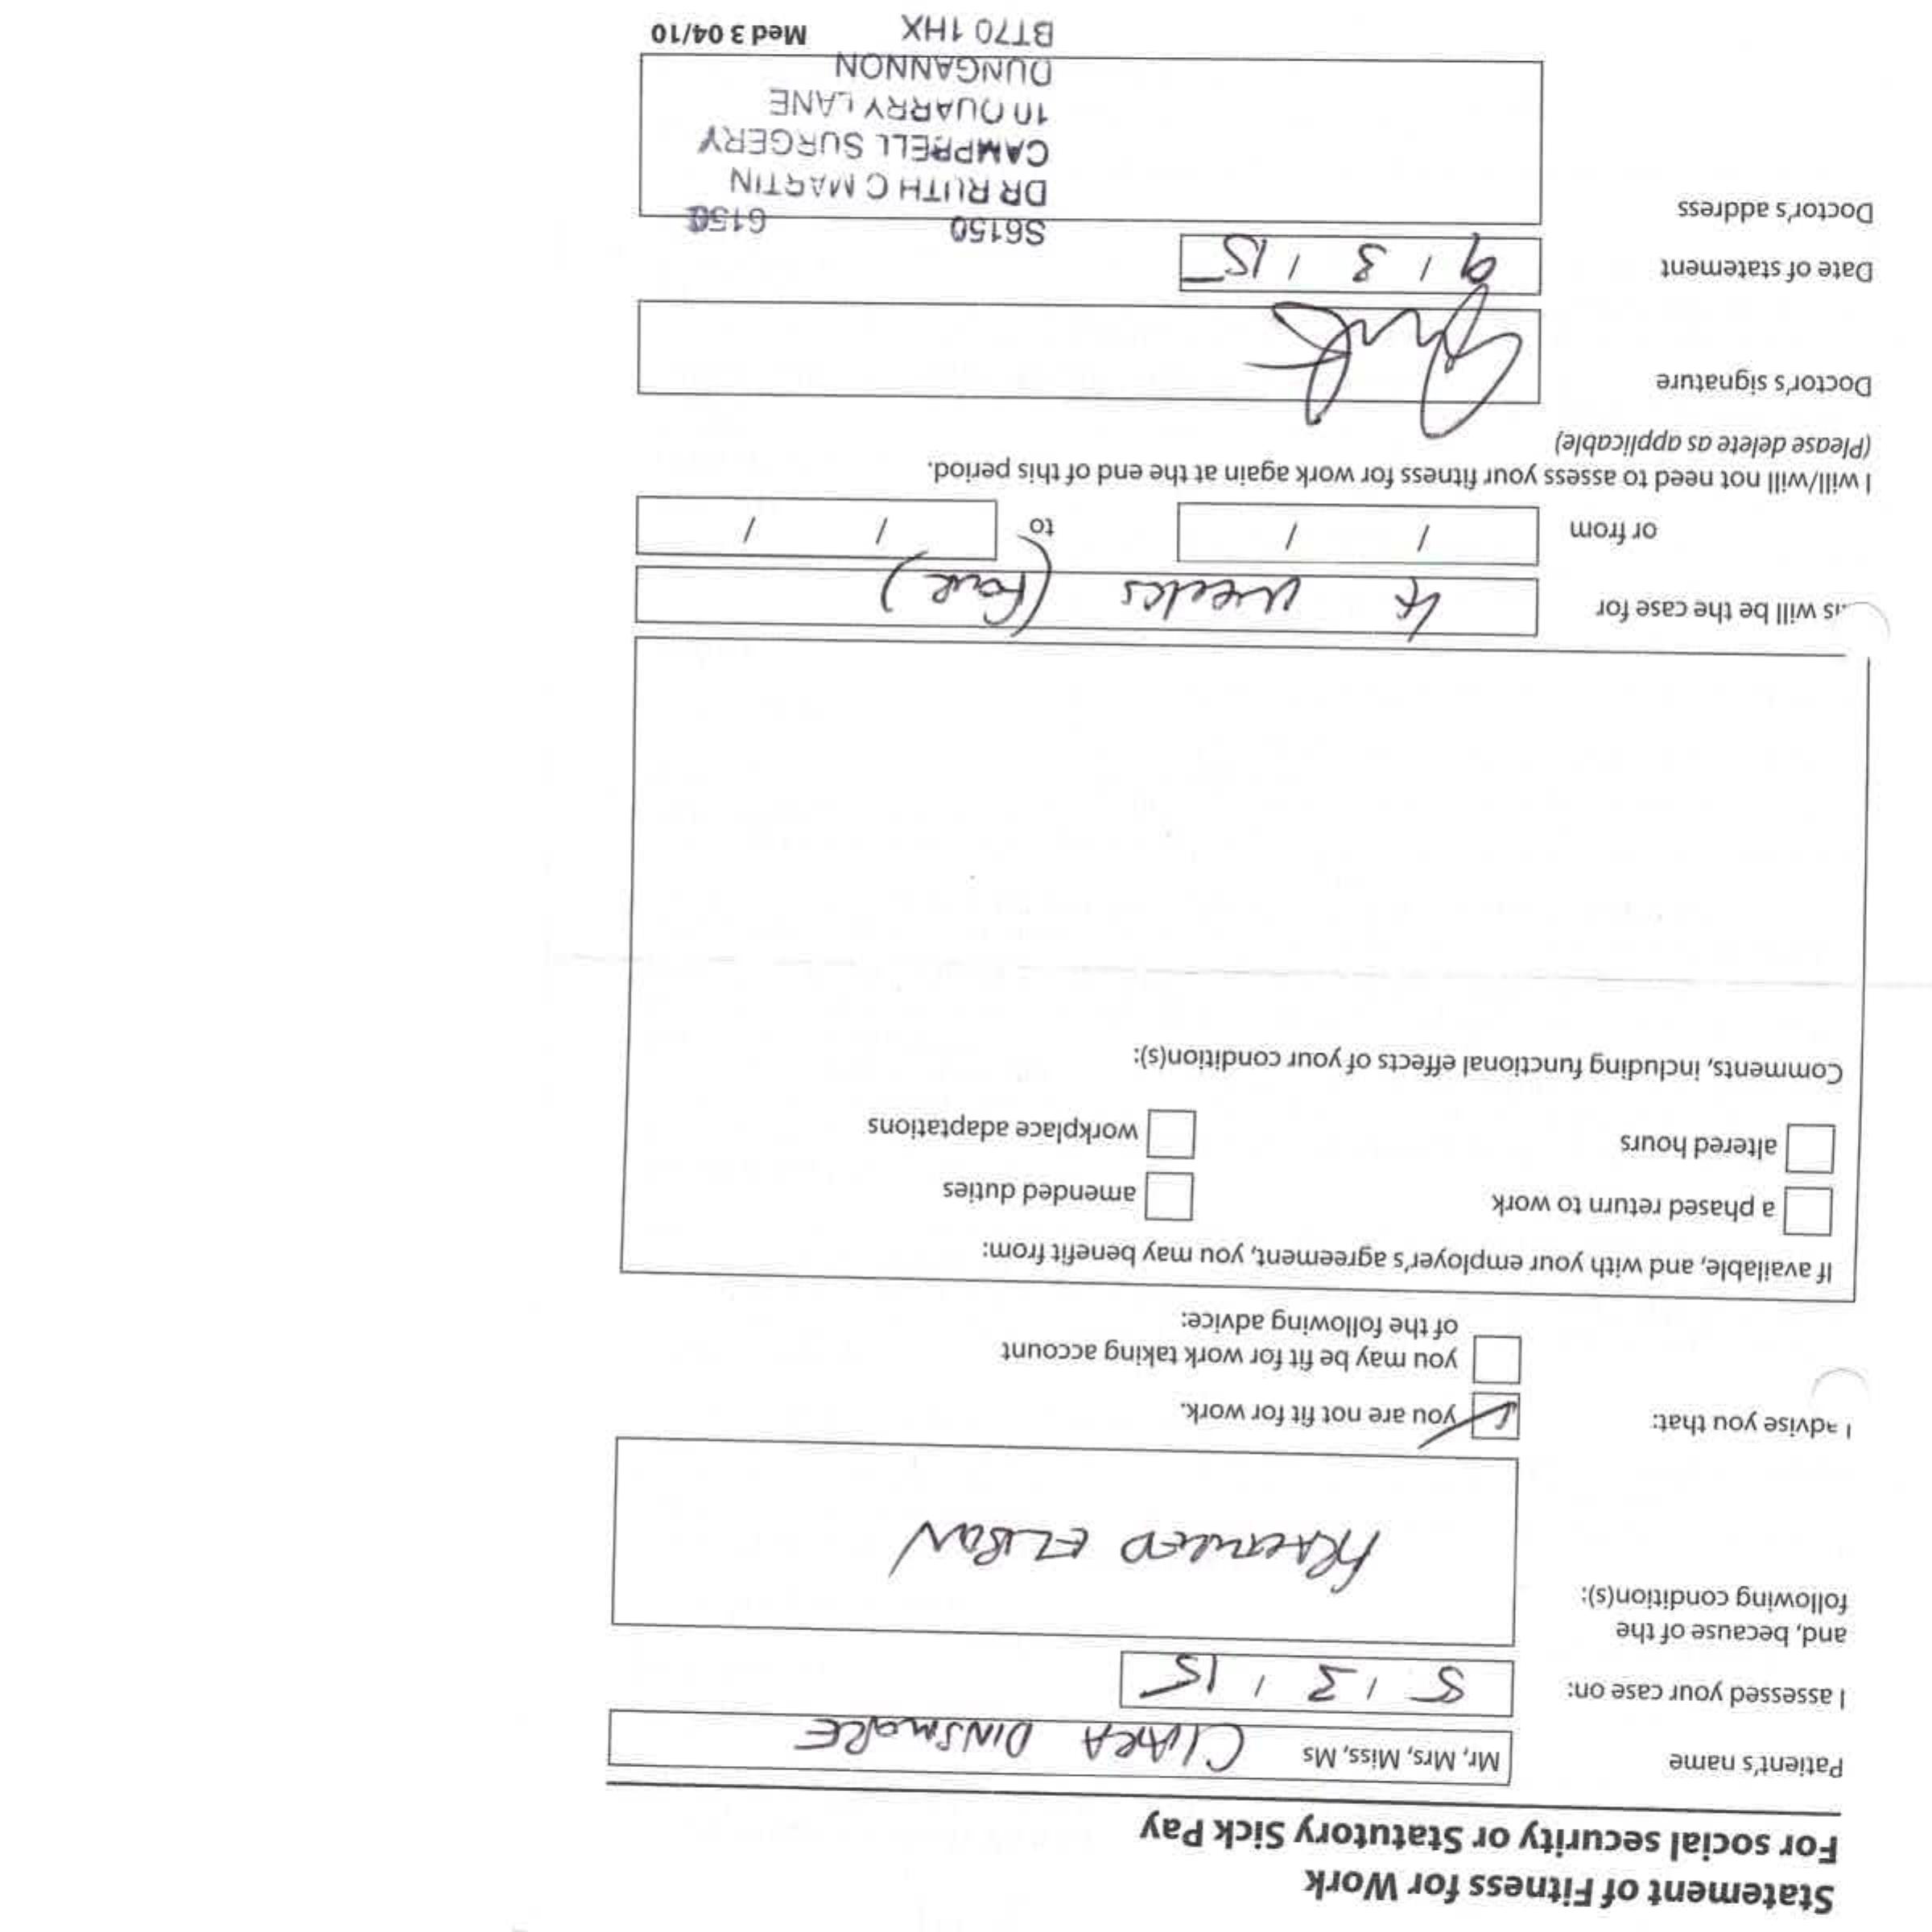 Statement of Fitness for Work
For social security or Statutory Sick Pay
Patient's name Mr, Mrs, Miss, Ms CIARA DINSMORE
I assessed your case on: 5 / 3 / 15
and, because of the
following condition(s):
FRACTURED ELBOW
I advise you that: you are not fit for work.
you may be fit for work taking account
of the following advice:
If available, and with your employer's agreement, you may benefit from:
a phased return to work amended duties
altered hours workplace adaptations
Comments, including functional effects of your condition(s):
is will be the case for 4 weeks (Four)
or from / / to / /
I will/will not need to assess your fitness for work again at the end of this period.
(Please delete as applicable)
Doctor's signature
Date of statement 9 / 3 / 15
Doctor's address
S6150 6150
DR RUTH C MARTIN
CAMPBELL SURGERY
10 QUARRY LANE
DUNGANNON
BT70 1HX
Med 3 04/10